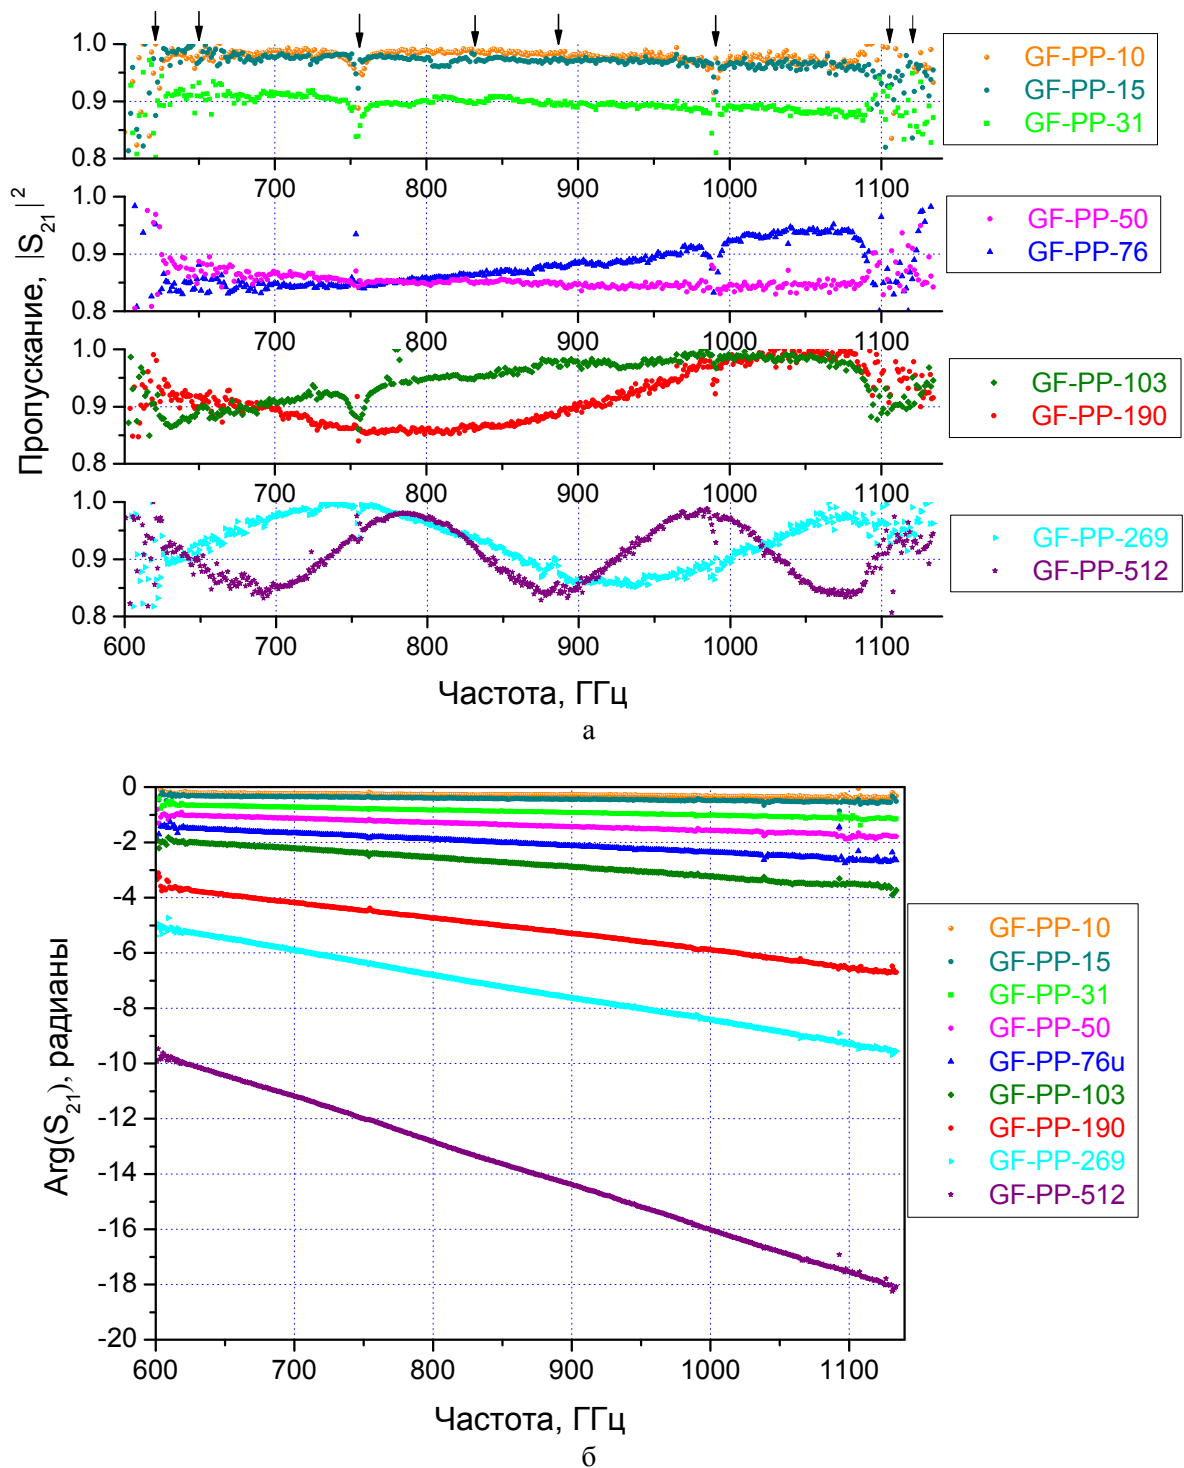 1.0
0.9
0.8
700
800
900
1000
1100
GF-PP-10
GF-PP-15
GF-PP-31
Пропускание, |S21|2
1.0
0.9
0.8
700
800
900
1000
1100
GF-PP-50
GF-PP-76
1.0
0.9
0.8
700
800
900
1000
1100
GF-PP-103
GF-PP-190
1.0
0.9
0.8
600
700
800
900
1000
1100
GF-PP-269
GF-PP-512
Частота, ГГц
а
0
-2
-4
-6
-8
-10
-12
-14
-16
-18
-20
Arg(S21), радианы
600
700
800
900
1000
1100
GF-PP-10
GF-PP-15
GF-PP-31
GF-PP-50
GF-PP-76u
GF-PP-103
GF-PP-190
GF-PP-269
GF-PP-512
Частота, ГГц
б